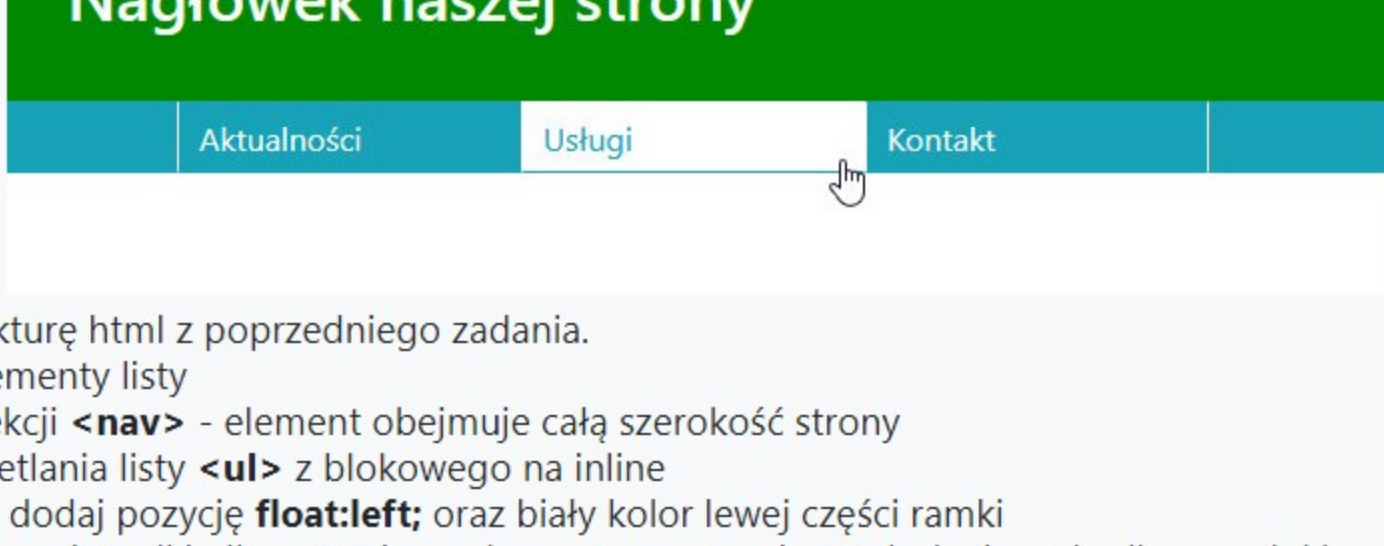 Nagłówek naszej strony
Aktualności Usługi Kontakt
kturę html z poprzedniego zadania.
ementy listy
ekcji <nav> - element obejmuje całą szerokość strony
etlania listy <ul> z blokowego na inline
dodaj pozycję float:left; oraz biały kolor lewej części ramki